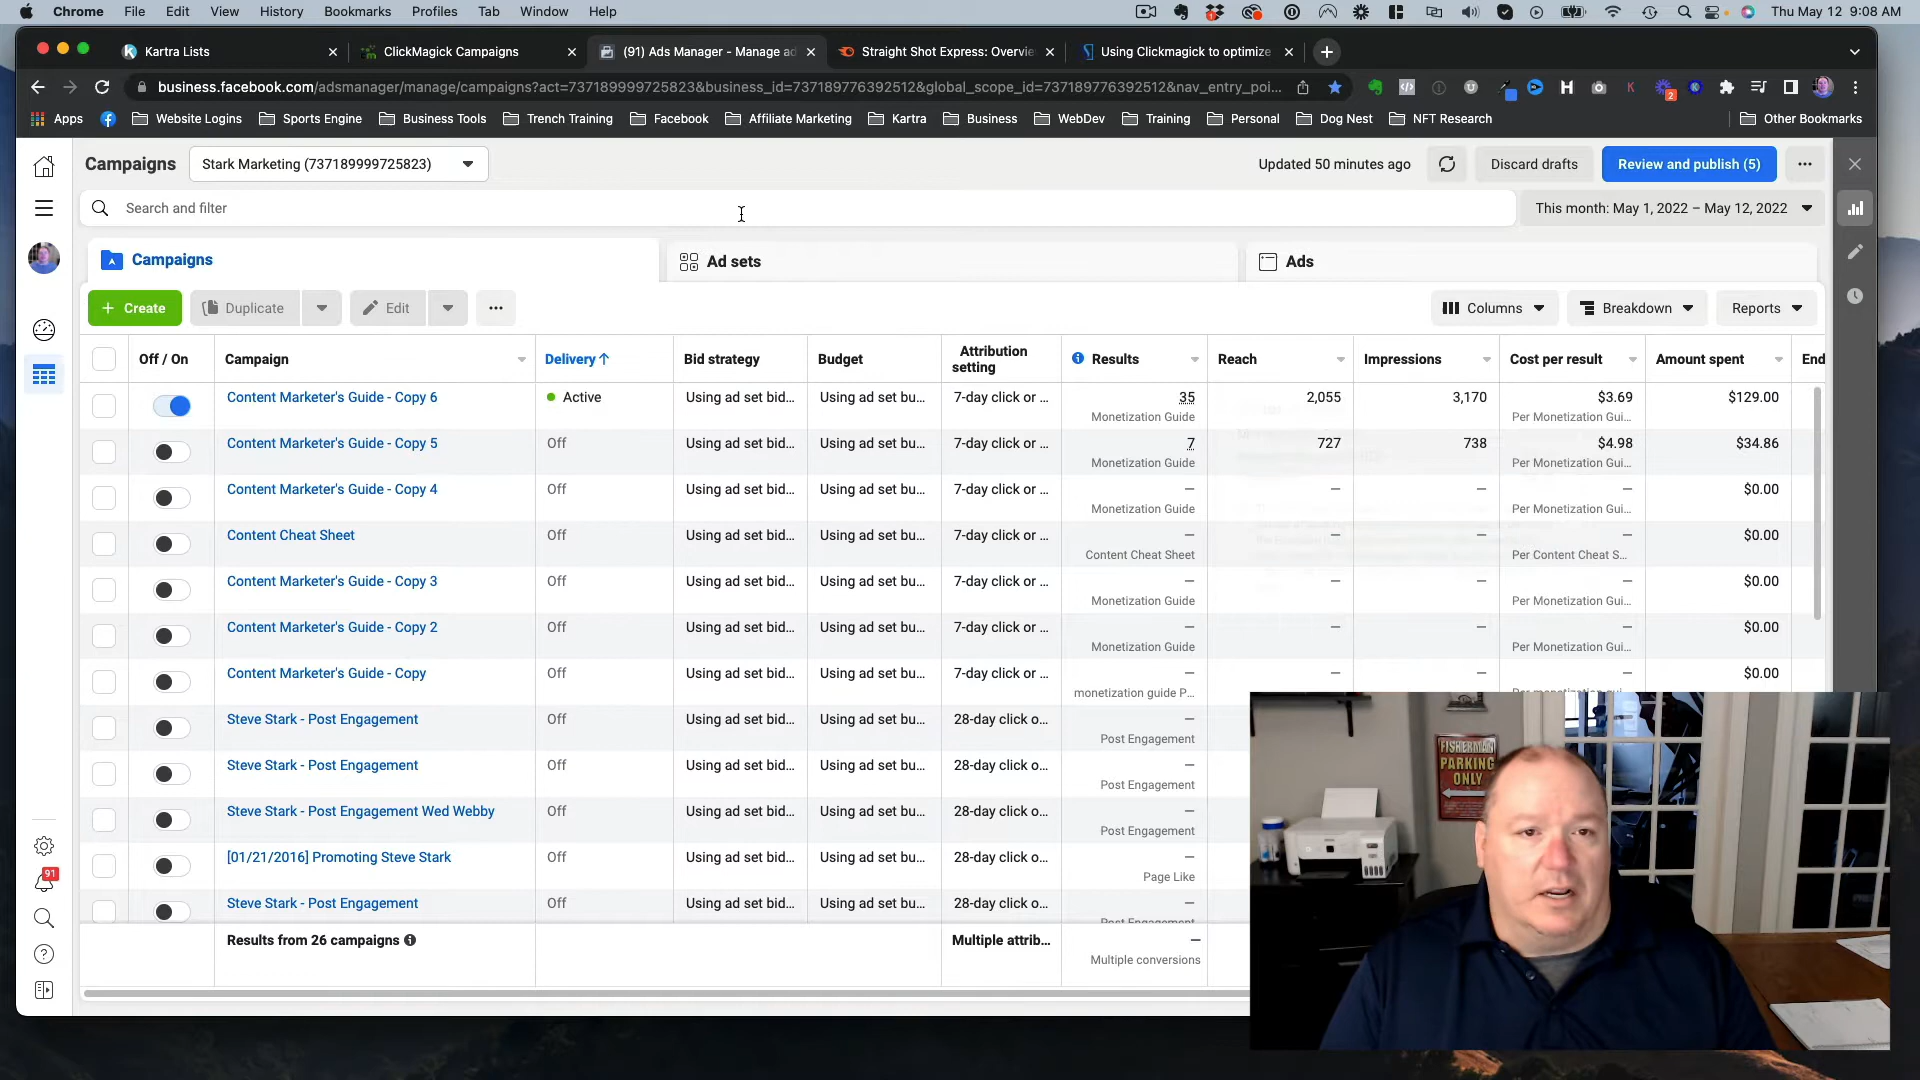 Chrome File Edit View History Bookmarks Profiles Tab Window Help Thu May 12 9:08 AM
Kartra Lists ClickMagick Campaigns (91) Ads Manager - Manage ad Straight Shot Express: Overvie Using Clickmagick to optimize
business.facebook.com/adsmanager/manage/campaigns?act=737189999725823&business_id=737189776392512&global_scope_id=737189776392512&nav_entry_poi...
Apps Website Logins Sports Engine Business Tools Trench Training Facebook Affiliate Marketing Kartra Business WebDev Training Personal Dog Nest NFT Research Other Bookmarks
Campaigns Stark Marketing (737189999725823) Updated 50 minutes ago Discard drafts Review and publish (5)
Search and filter This month: May 1, 2022 – May 12, 2022
Campaigns Ad sets Ads
+ Create Duplicate Edit Columns Breakdown Reports
Off / On Campaign Delivery ↑ Bid strategy Budget Attribution setting Results Reach Impressions Cost per result Amount spent End
Content Marketer's Guide - Copy 6 Active Using ad set bid... Using ad set bu... 7-day click or ... 35 2,055 3,170 $3.69 $129.00
Monetization Guide Per Monetization Gui...
Content Marketer's Guide - Copy 5 Off Using ad set bid... Using ad set bu... 7-day click or ... 7 727 738 $4.98 $34.86
Monetization Guide Per Monetization Gui...
Content Marketer's Guide - Copy 4 Off Using ad set bid... Using ad set bu... 7-day click or ... — — — — $0.00
Monetization Guide Per Monetization Gui...
Content Cheat Sheet Off Using ad set bid... Using ad set bu... 7-day click or ... — — — — $0.00
Content Cheat Sheet Per Content Cheat S...
Content Marketer's Guide - Copy 3 Off Using ad set bid... Using ad set bu... 7-day click or ... — — — — $0.00
Monetization Guide Per Monetization Gui...
Content Marketer's Guide - Copy 2 Off Using ad set bid... Using ad set bu... 7-day click or ... — — — — $0.00
Monetization Guide Per Monetization Gui...
Content Marketer's Guide - Copy Off Using ad set bid... Using ad set bu... 7-day click or ... — — — — $0.00
monetization guide P...
Steve Stark - Post Engagement Off Using ad set bid... Using ad set bu... 28-day click o... —
Post Engagement
Steve Stark - Post Engagement Off Using ad set bid... Using ad set bu... 28-day click o... —
Post Engagement
Steve Stark - Post Engagement Wed Webby Off Using ad set bid... Using ad set bu... 28-day click o... —
Post Engagement
[01/21/2016] Promoting Steve Stark Off Using ad set bid... Using ad set bu... 28-day click o... —
Page Like
Steve Stark - Post Engagement Off Using ad set bid... Using ad set bu... 28-day click o... —
Post Engagement
Results from 26 campaigns Multiple attrib... —
Multiple conversions
91
2
FISHERMAN
PARKING
ONLY